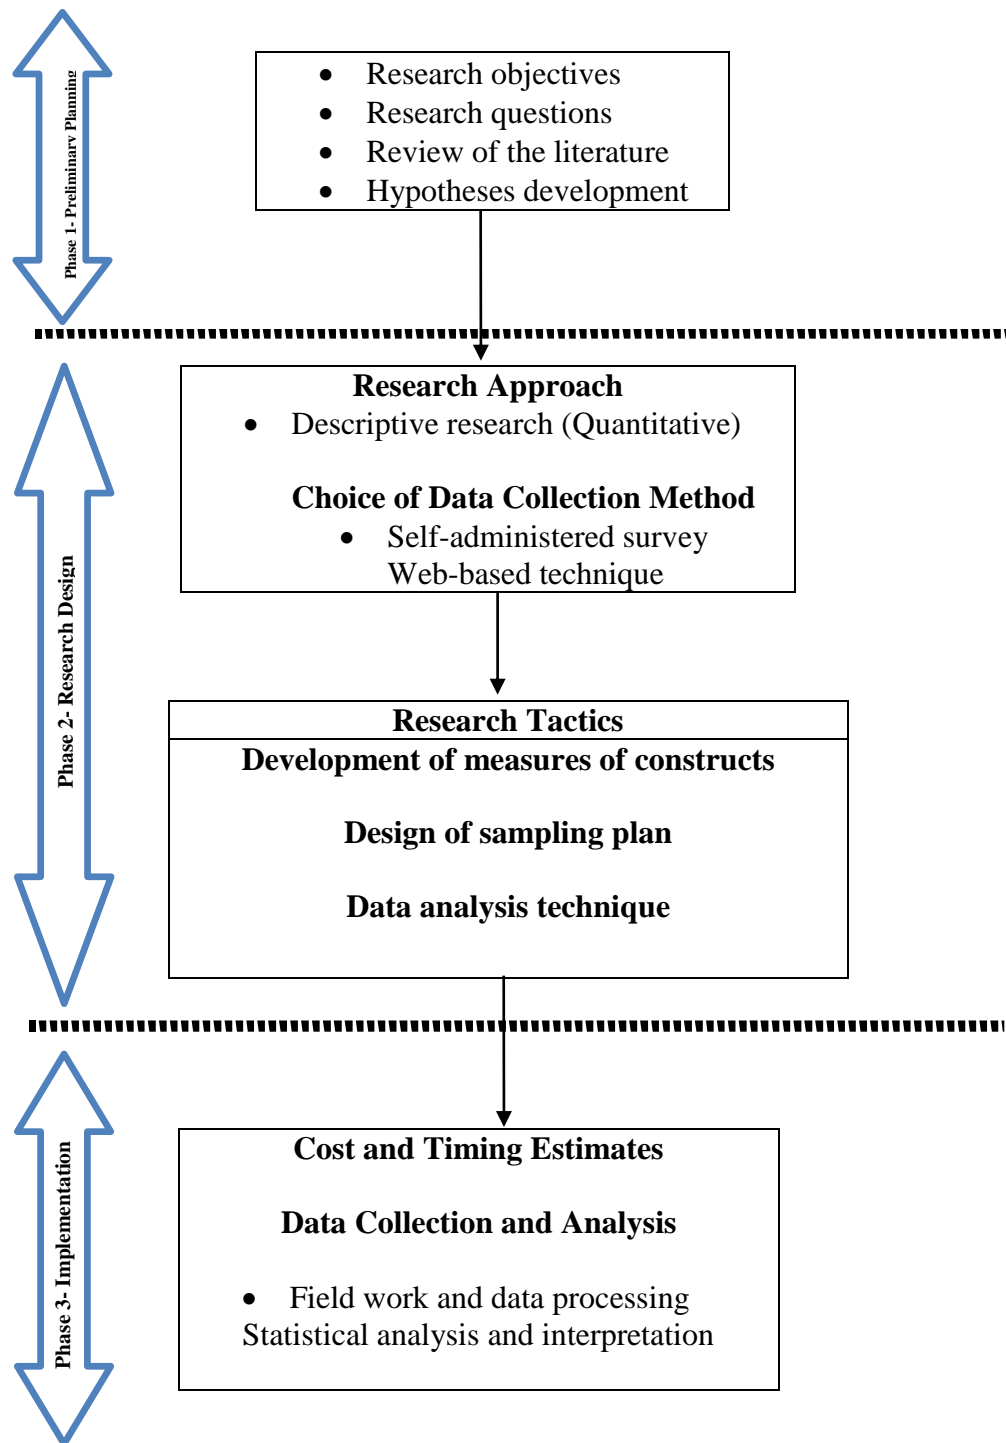 Phase 1- Preliminary Planning
• Research objectives
• Research questions
• Review of the literature
• Hypotheses development
Phase 2- Research Design
Research Approach
• Descriptive research (Quantitative)
Choice of Data Collection Method
• Self-administered survey
Web-based technique
Research Tactics
Development of measures of constructs
Design of sampling plan
Data analysis technique
Phase 3- Implementation
Cost and Timing Estimates
Data Collection and Analysis
• Field work and data processing
Statistical analysis and interpretation